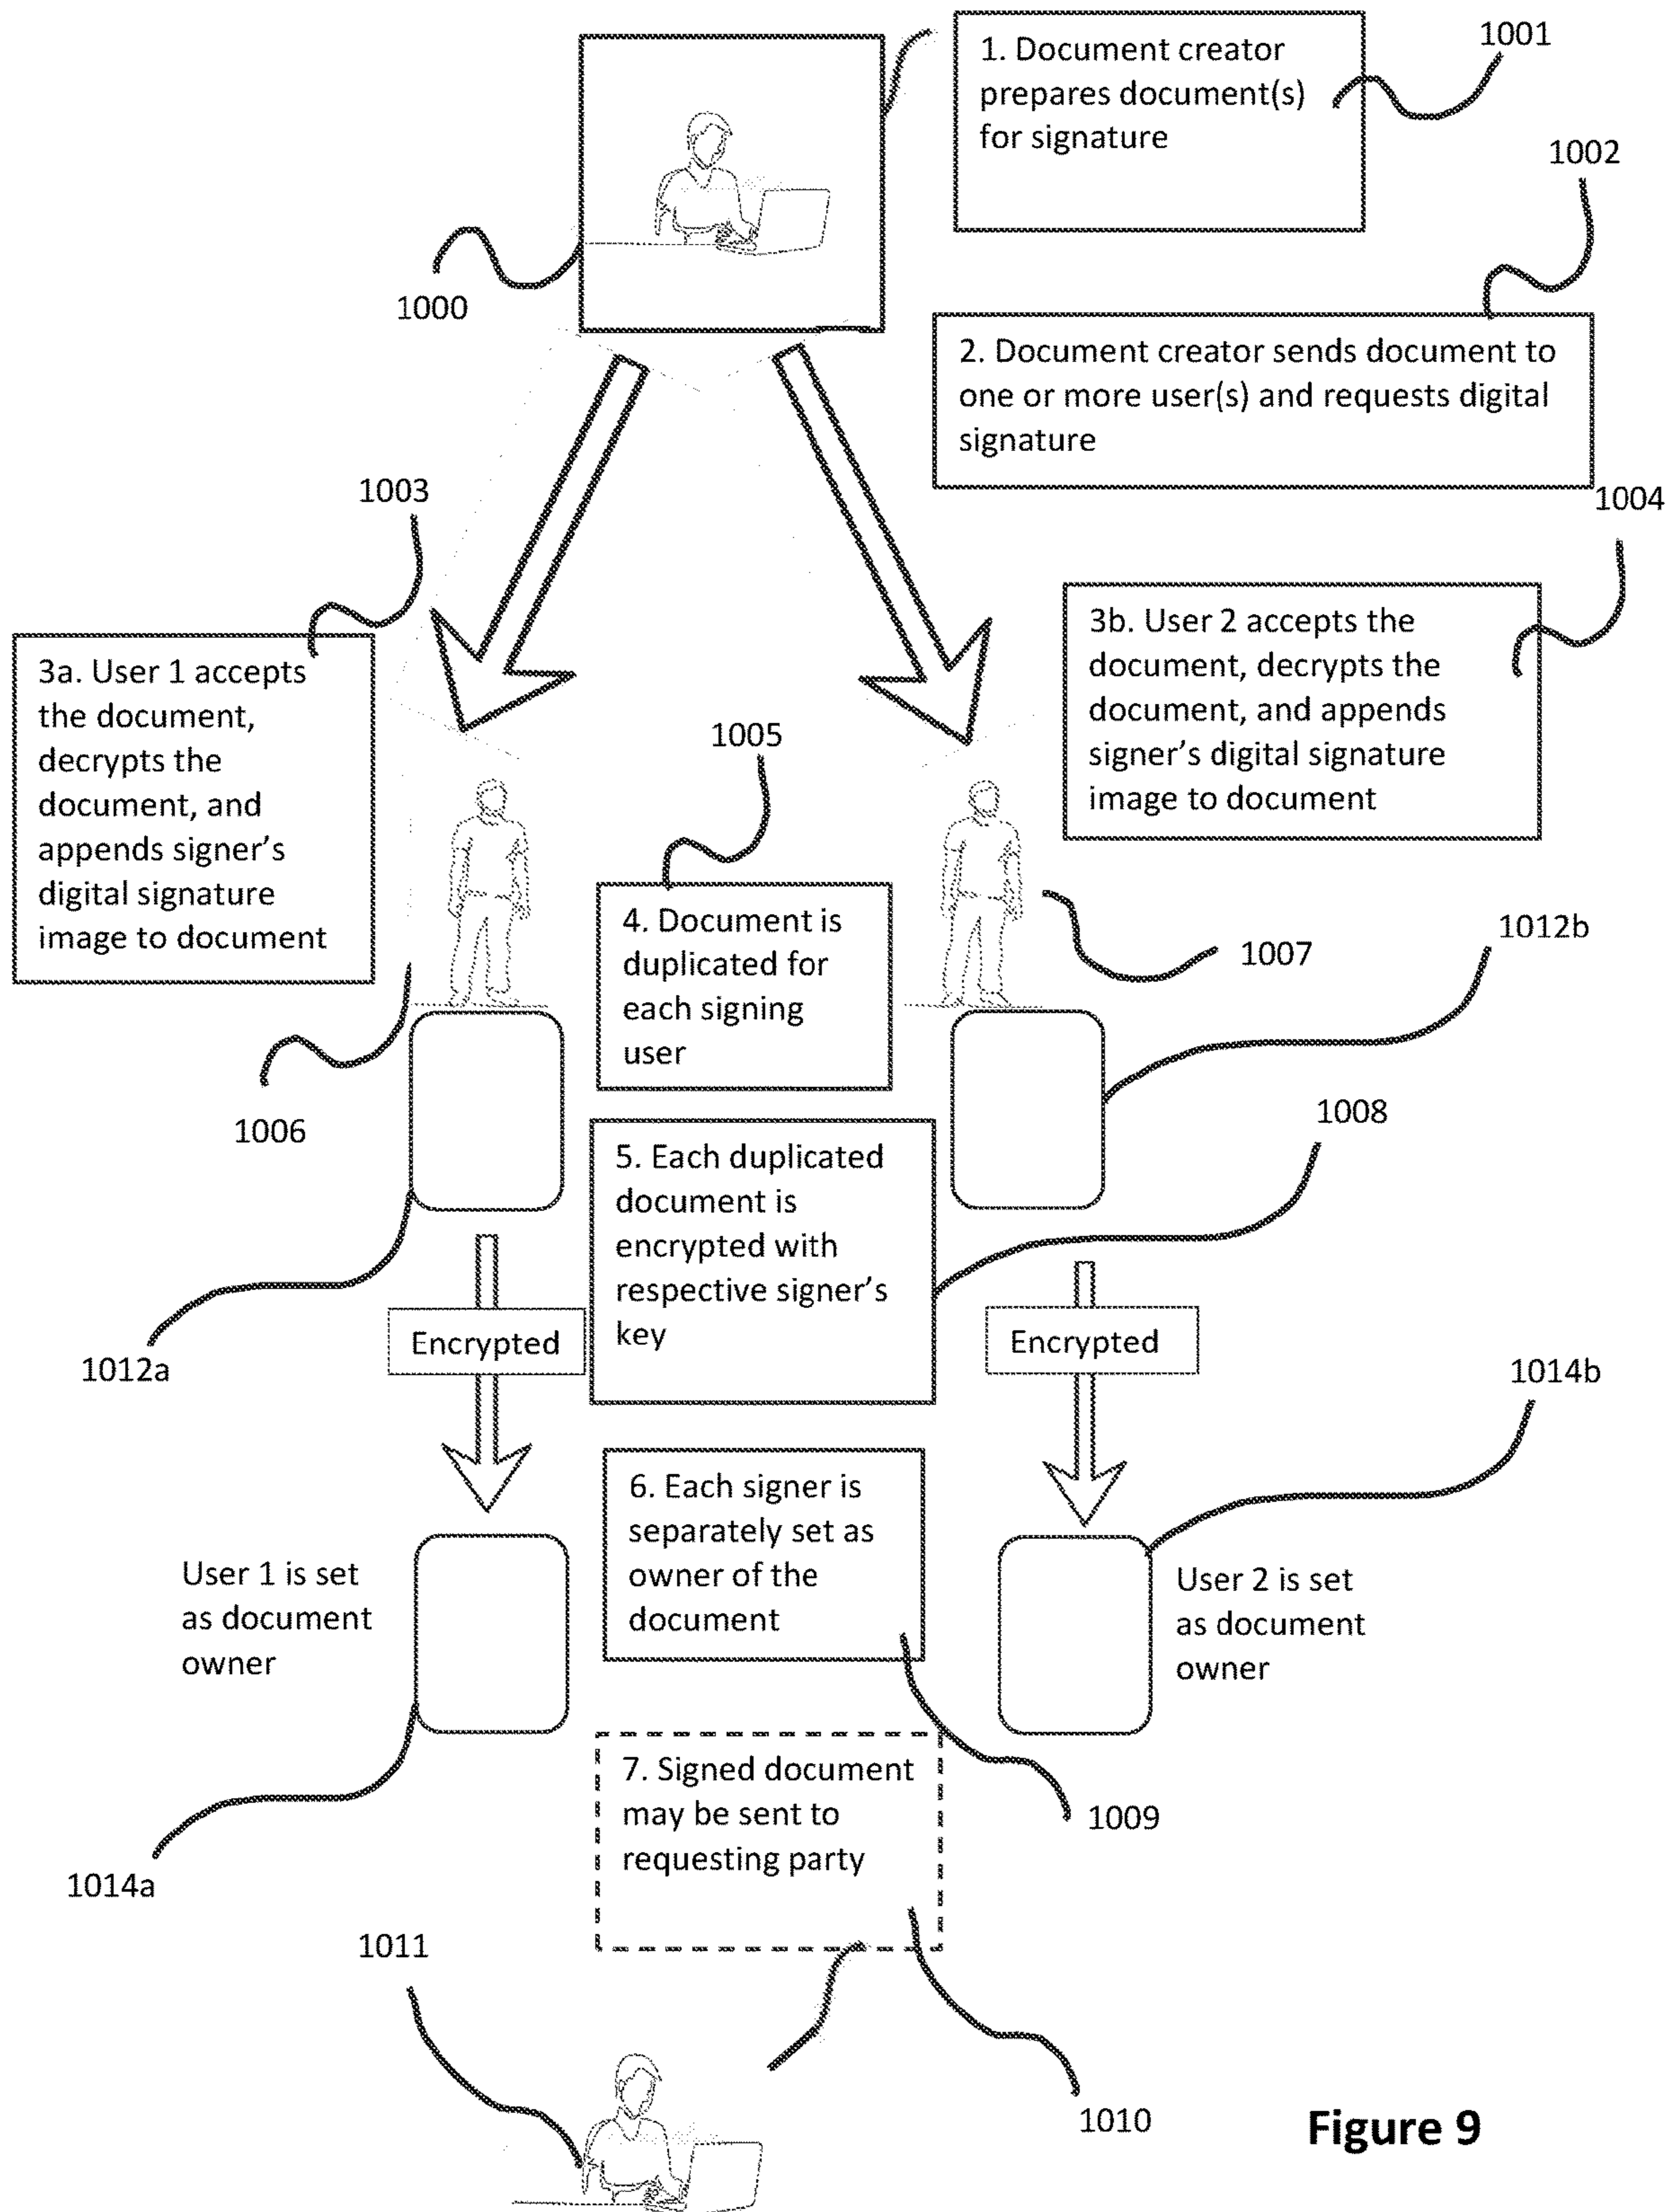 1. Document creator
prepares document(s)
for signature
1001
1002
1000
2. Document creator sends document to
one or more user(s) and requests digital
signature
1003
1004
3a. User 1 accepts
the document,
decrypts the
document, and
appends signer's
digital signature
image to document
3b. User 2 accepts the
document, decrypts the
document, and appends
signer's digital signature
image to document
1005
4. Document is
duplicated for
each signing
user
1007
1012b
1006
1008
5. Each duplicated
document is
encrypted with
respective signer's
key
Encrypted
Encrypted
1012a
1014b
6. Each signer is
separately set as
owner of the
document
User 1 is set
as document
owner
User 2 is set
as document
owner
7. Signed document
may be sent to
requesting party
1009
1014a
1011
1010
Figure 9